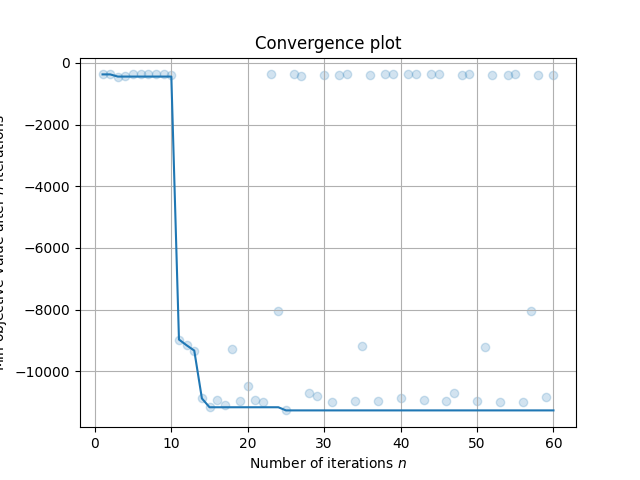 Convergence plot
0
−2000
−4000
−6000
−8000
−10000
objective value after n iterations
0 10 20 30 40 50 60
Number of iterations n